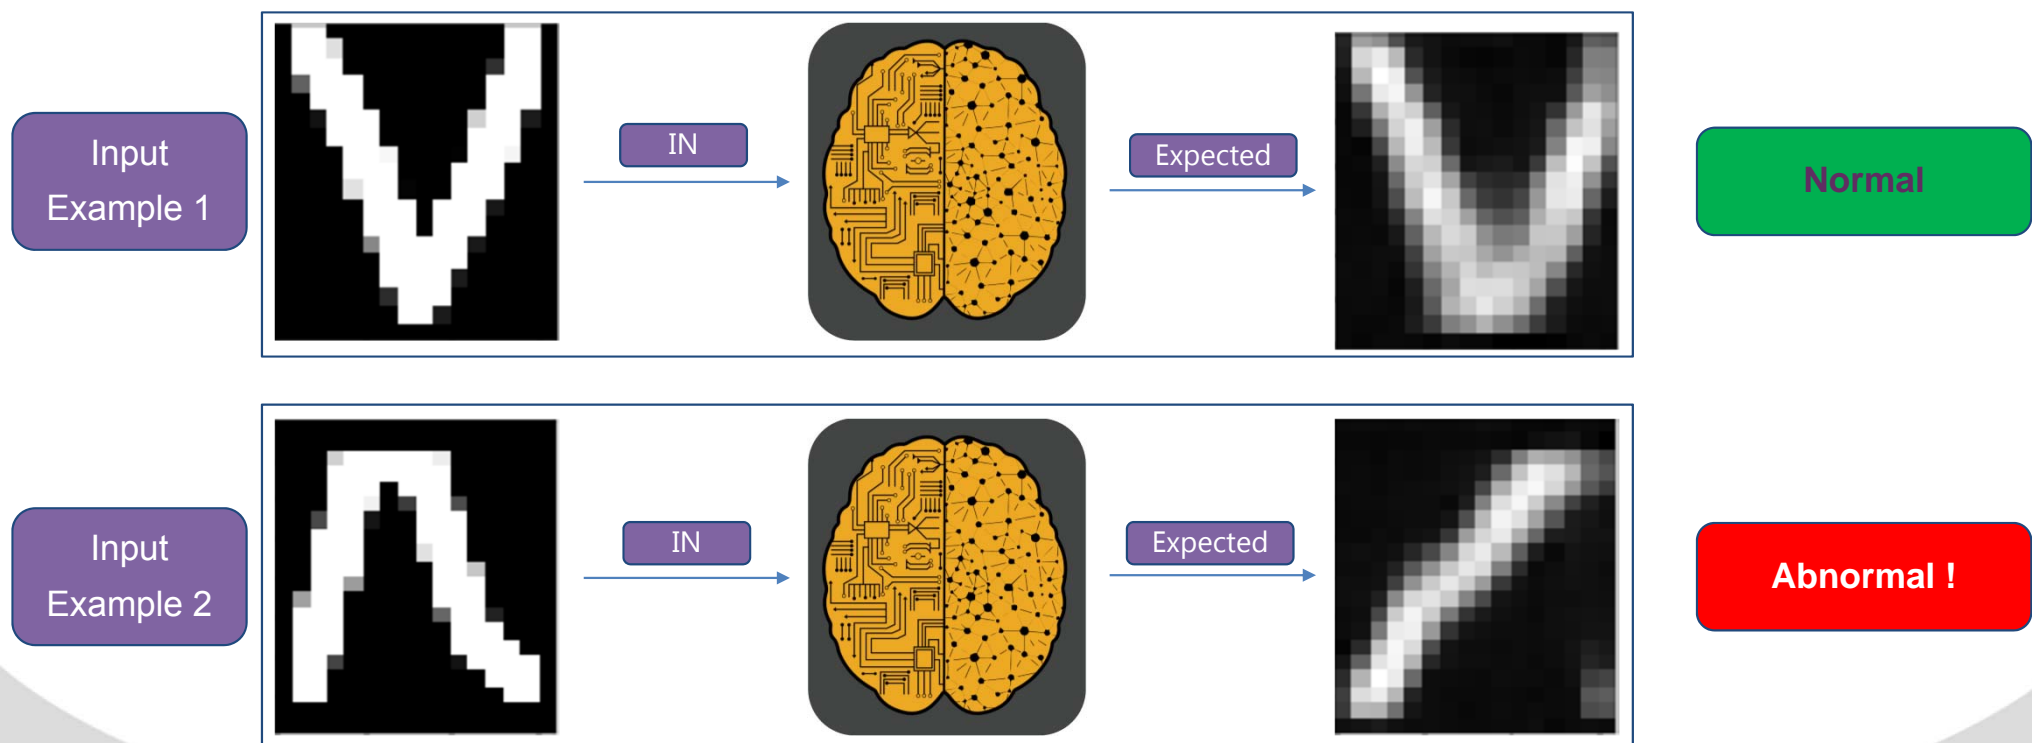 Input
Example 1
IN
Expected
Normal
Input
Example 2
IN
Expected
Abnormal !